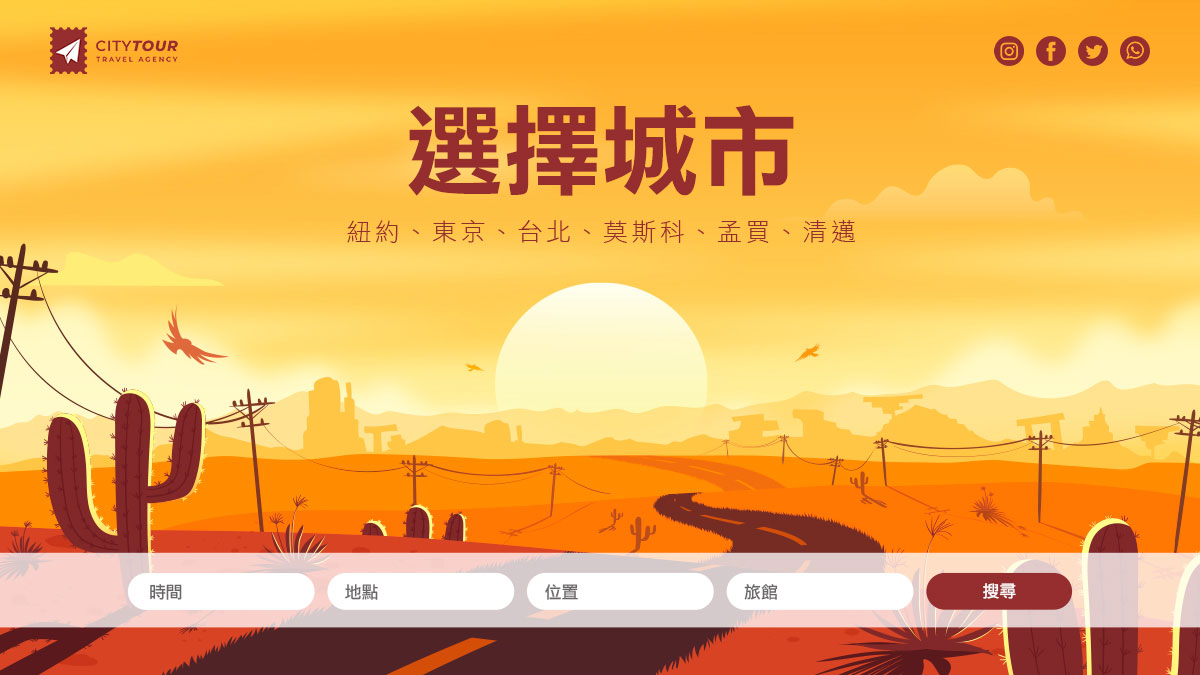 CITYTOUR
TRAVEL AGENCY
選擇城市
紐約、東京、台北、莫斯科、孟買、清邁
時間
地點
位置
旅館
搜尋